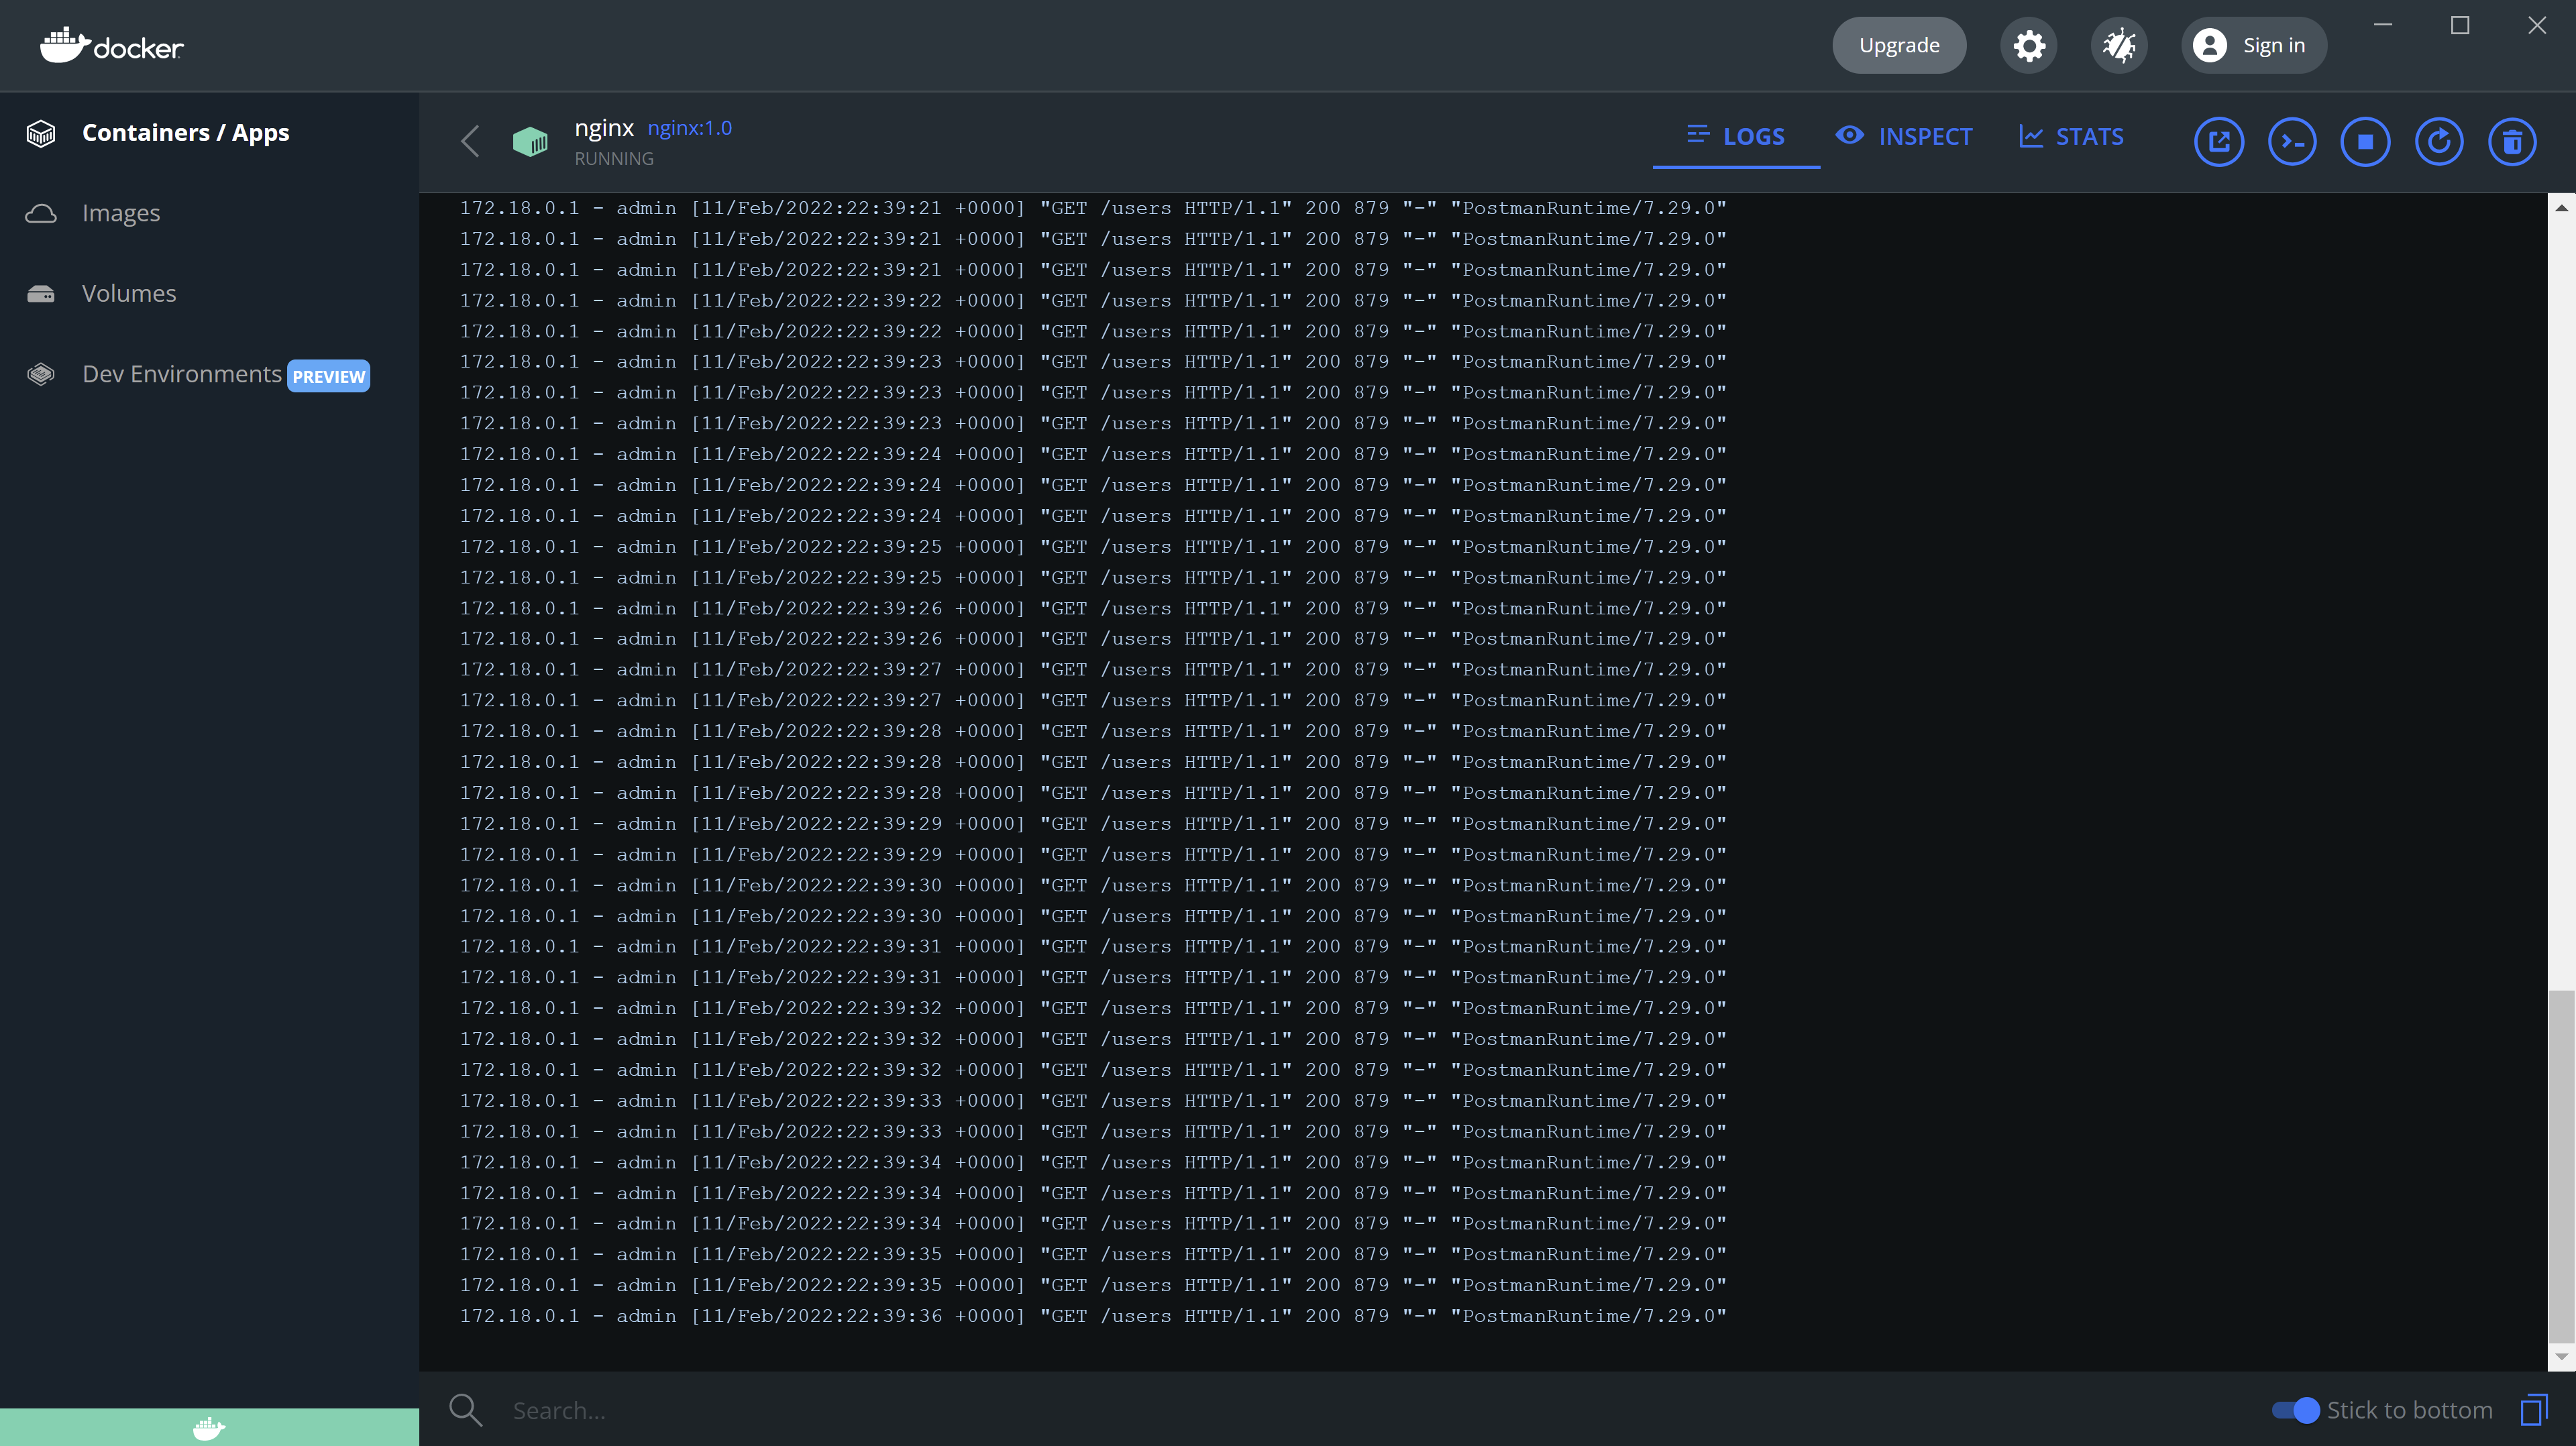 docker
Upgrade
Sign in
Containers / Apps
Images
Volumes
Dev Environments PREVIEW
nginx nginx:1.0
RUNNING
LOGS
INSPECT
STATS
172.18.0.1 - admin [11/Feb/2022:22:39:21 +0000] "GET /users HTTP/1.1" 200 879 "-" "PostmanRuntime/7.29.0"
172.18.0.1 - admin [11/Feb/2022:22:39:21 +0000] "GET /users HTTP/1.1" 200 879 "-" "PostmanRuntime/7.29.0"
172.18.0.1 - admin [11/Feb/2022:22:39:21 +0000] "GET /users HTTP/1.1" 200 879 "-" "PostmanRuntime/7.29.0"
172.18.0.1 - admin [11/Feb/2022:22:39:22 +0000] "GET /users HTTP/1.1" 200 879 "-" "PostmanRuntime/7.29.0"
172.18.0.1 - admin [11/Feb/2022:22:39:22 +0000] "GET /users HTTP/1.1" 200 879 "-" "PostmanRuntime/7.29.0"
172.18.0.1 - admin [11/Feb/2022:22:39:23 +0000] "GET /users HTTP/1.1" 200 879 "-" "PostmanRuntime/7.29.0"
172.18.0.1 - admin [11/Feb/2022:22:39:23 +0000] "GET /users HTTP/1.1" 200 879 "-" "PostmanRuntime/7.29.0"
172.18.0.1 - admin [11/Feb/2022:22:39:23 +0000] "GET /users HTTP/1.1" 200 879 "-" "PostmanRuntime/7.29.0"
172.18.0.1 - admin [11/Feb/2022:22:39:24 +0000] "GET /users HTTP/1.1" 200 879 "-" "PostmanRuntime/7.29.0"
172.18.0.1 - admin [11/Feb/2022:22:39:24 +0000] "GET /users HTTP/1.1" 200 879 "-" "PostmanRuntime/7.29.0"
172.18.0.1 - admin [11/Feb/2022:22:39:24 +0000] "GET /users HTTP/1.1" 200 879 "-" "PostmanRuntime/7.29.0"
172.18.0.1 - admin [11/Feb/2022:22:39:25 +0000] "GET /users HTTP/1.1" 200 879 "-" "PostmanRuntime/7.29.0"
172.18.0.1 - admin [11/Feb/2022:22:39:25 +0000] "GET /users HTTP/1.1" 200 879 "-" "PostmanRuntime/7.29.0"
172.18.0.1 - admin [11/Feb/2022:22:39:26 +0000] "GET /users HTTP/1.1" 200 879 "-" "PostmanRuntime/7.29.0"
172.18.0.1 - admin [11/Feb/2022:22:39:26 +0000] "GET /users HTTP/1.1" 200 879 "-" "PostmanRuntime/7.29.0"
172.18.0.1 - admin [11/Feb/2022:22:39:27 +0000] "GET /users HTTP/1.1" 200 879 "-" "PostmanRuntime/7.29.0"
172.18.0.1 - admin [11/Feb/2022:22:39:27 +0000] "GET /users HTTP/1.1" 200 879 "-" "PostmanRuntime/7.29.0"
172.18.0.1 - admin [11/Feb/2022:22:39:28 +0000] "GET /users HTTP/1.1" 200 879 "-" "PostmanRuntime/7.29.0"
172.18.0.1 - admin [11/Feb/2022:22:39:28 +0000] "GET /users HTTP/1.1" 200 879 "-" "PostmanRuntime/7.29.0"
172.18.0.1 - admin [11/Feb/2022:22:39:28 +0000] "GET /users HTTP/1.1" 200 879 "-" "PostmanRuntime/7.29.0"
172.18.0.1 - admin [11/Feb/2022:22:39:29 +0000] "GET /users HTTP/1.1" 200 879 "-" "PostmanRuntime/7.29.0"
172.18.0.1 - admin [11/Feb/2022:22:39:29 +0000] "GET /users HTTP/1.1" 200 879 "-" "PostmanRuntime/7.29.0"
172.18.0.1 - admin [11/Feb/2022:22:39:30 +0000] "GET /users HTTP/1.1" 200 879 "-" "PostmanRuntime/7.29.0"
172.18.0.1 - admin [11/Feb/2022:22:39:30 +0000] "GET /users HTTP/1.1" 200 879 "-" "PostmanRuntime/7.29.0"
172.18.0.1 - admin [11/Feb/2022:22:39:31 +0000] "GET /users HTTP/1.1" 200 879 "-" "PostmanRuntime/7.29.0"
172.18.0.1 - admin [11/Feb/2022:22:39:31 +0000] "GET /users HTTP/1.1" 200 879 "-" "PostmanRuntime/7.29.0"
172.18.0.1 - admin [11/Feb/2022:22:39:32 +0000] "GET /users HTTP/1.1" 200 879 "-" "PostmanRuntime/7.29.0"
172.18.0.1 - admin [11/Feb/2022:22:39:32 +0000] "GET /users HTTP/1.1" 200 879 "-" "PostmanRuntime/7.29.0"
172.18.0.1 - admin [11/Feb/2022:22:39:32 +0000] "GET /users HTTP/1.1" 200 879 "-" "PostmanRuntime/7.29.0"
172.18.0.1 - admin [11/Feb/2022:22:39:33 +0000] "GET /users HTTP/1.1" 200 879 "-" "PostmanRuntime/7.29.0"
172.18.0.1 - admin [11/Feb/2022:22:39:33 +0000] "GET /users HTTP/1.1" 200 879 "-" "PostmanRuntime/7.29.0"
172.18.0.1 - admin [11/Feb/2022:22:39:34 +0000] "GET /users HTTP/1.1" 200 879 "-" "PostmanRuntime/7.29.0"
172.18.0.1 - admin [11/Feb/2022:22:39:34 +0000] "GET /users HTTP/1.1" 200 879 "-" "PostmanRuntime/7.29.0"
172.18.0.1 - admin [11/Feb/2022:22:39:34 +0000] "GET /users HTTP/1.1" 200 879 "-" "PostmanRuntime/7.29.0"
172.18.0.1 - admin [11/Feb/2022:22:39:35 +0000] "GET /users HTTP/1.1" 200 879 "-" "PostmanRuntime/7.29.0"
172.18.0.1 - admin [11/Feb/2022:22:39:35 +0000] "GET /users HTTP/1.1" 200 879 "-" "PostmanRuntime/7.29.0"
172.18.0.1 - admin [11/Feb/2022:22:39:36 +0000] "GET /users HTTP/1.1" 200 879 "-" "PostmanRuntime/7.29.0"
Search...
Stick to bottom